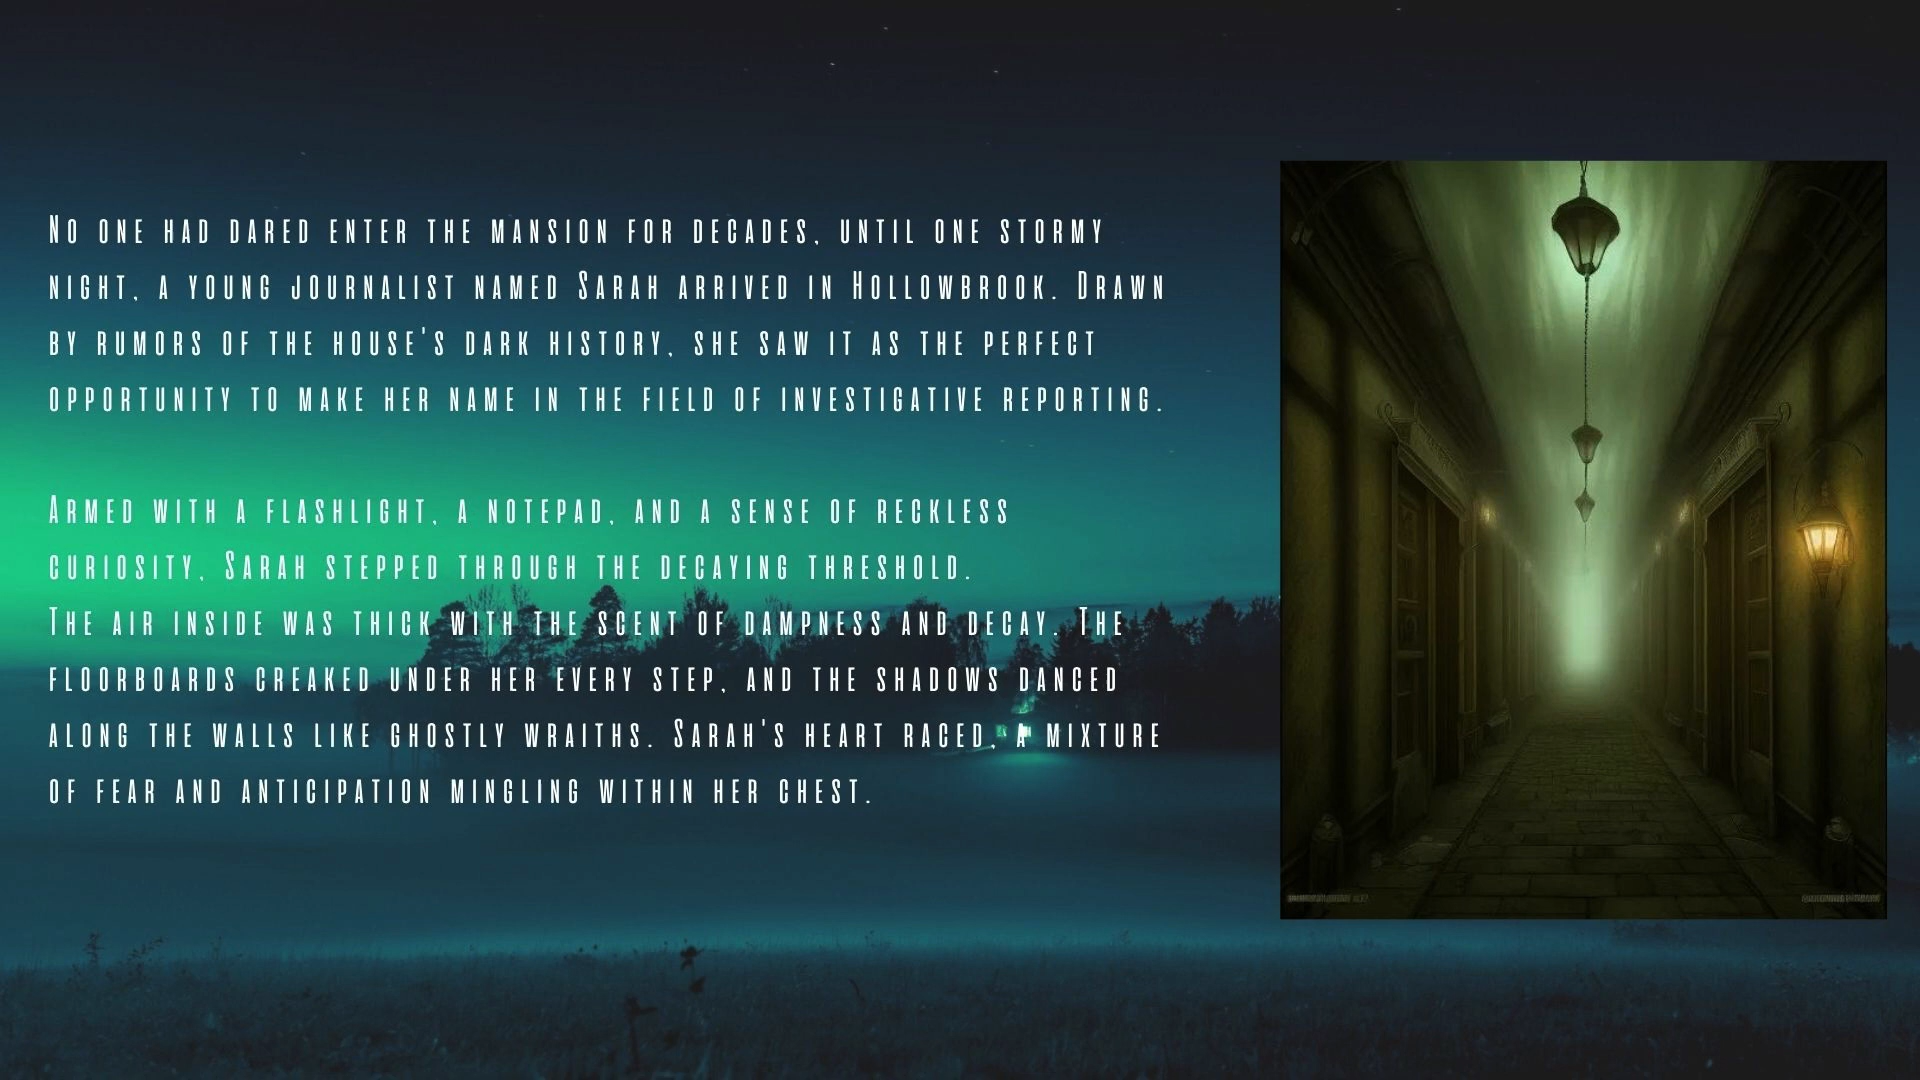 No one had dared enter the mansion for decades, until one stormy
night, a young journalist named Sarah arrived in Hollowbrook. Drawn
by rumors of the house's dark history, she saw it as the perfect
opportunity to make her name in the field of investigative reporting.
Armed with a flashlight, a notepad, and a sense of reckless
curiosity, Sarah stepped through the decaying threshold.
The air inside was thick with the scent of dampness and decay. The
floorboards creaked under her every step, and the shadows danced
along the walls like ghostly wraiths. Sarah's heart raced, a mixture
of fear and anticipation mingling within her chest.